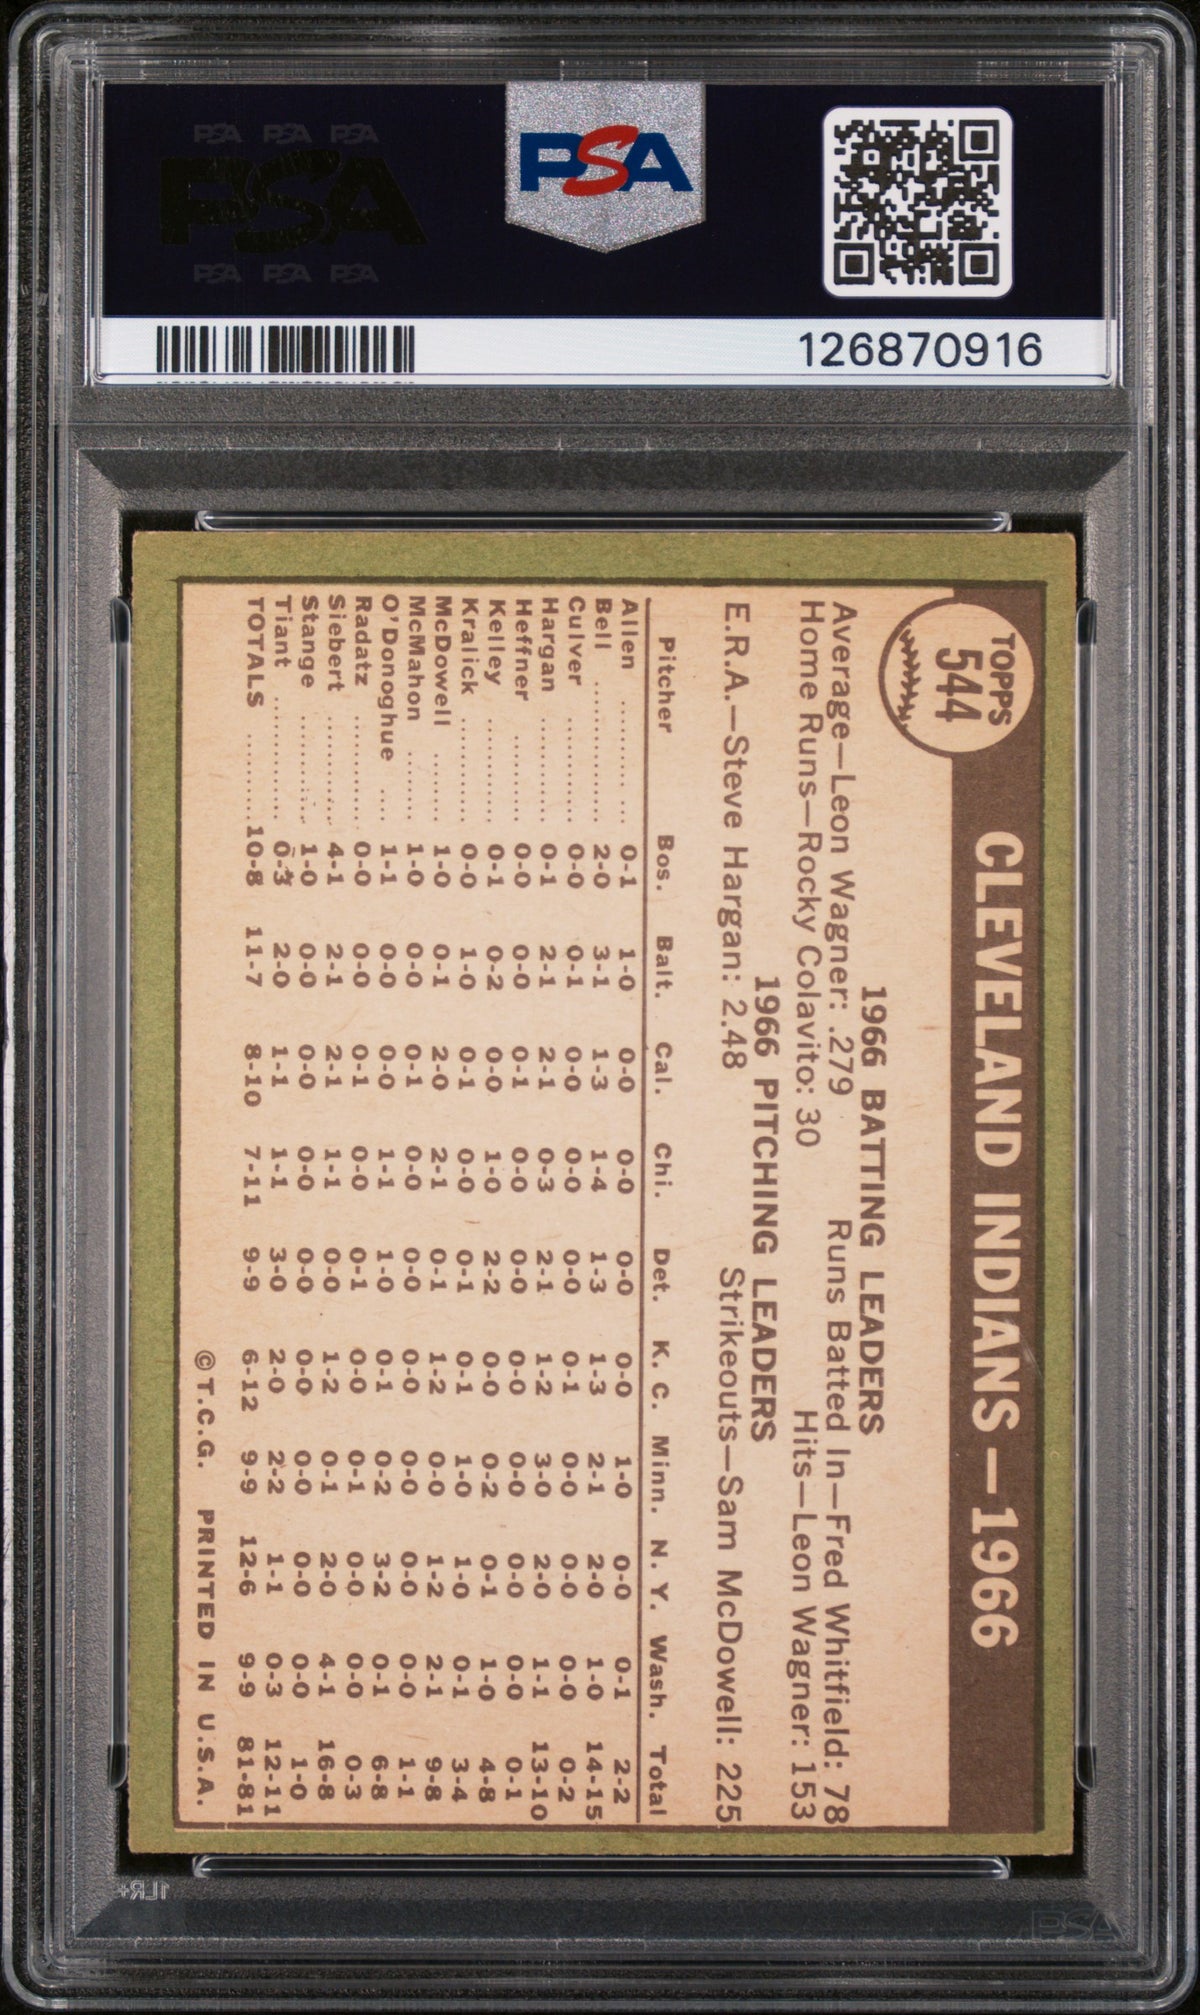 PSA PSA PSA
PSA
PSA PSA PSA
PSA
126870916
TOPPS
544
CLEVELAND INDIANS—1966
1966 BATTING LEADERS
Average—Leon Wagner: .279 Runs Batted In—Fred Whitfield: 78
Home Runs—Rocky Colavito: 30 Hits—Leon Wagner: 153
1966 PITCHING LEADERS
E.R.A.—Steve Hargan: 2.48 Strikeouts—Sam McDowell: 225
Pitcher Bos. Balt. Cal. Chi. Det. K. C. Minn. N. Y. Wash. Total
Allen ........... ... 0-1 1-0 0-0 0-0 0-0 0-0 1-0 0-0 0-1 2-2
Bell ................ 2-0 3-1 1-3 1-4 1-3 1-3 2-1 2-0 1-0 14-15
Culver ............ 0-0 0-1 0-0 0-0 0-0 0-1 0-0 0-0 0-0 0-2
Hargan ............ 0-1 2-1 2-1 0-3 2-1 1-2 3-0 2-0 1-1 13-10
Heffner .......... 0-0 0-0 0-1 0-0 0-0 0-0 0-0 0-0 0-0 0-1
Kelley ............ 0-1 0-2 0-0 1-0 2-2 0-0 0-2 0-1 1-0 4-8
Kralick ............ 0-0 1-0 0-1 0-0 0-1 0-1 1-0 1-0 0-1 3-4
McDowell ........ 1-0 0-1 2-0 2-1 0-1 1-2 0-0 1-2 2-1 9-8
McMahon ........ 1-0 0-0 0-1 0-0 0-0 0-0 0-0 0-0 0-0 1-1
O'Donoghue .... 1-1 0-0 0-0 1-1 1-0 0-1 0-2 3-2 0-1 6-8
Radatz ............ 0-0 0-0 0-1 0-0 0-1 0-0 0-1 0-0 0-0 0-3
Siebert ............ 4-1 2-1 2-1 1-1 0-0 1-2 0-1 2-0 4-1 16-8
Stange ............ 1-0 0-0 0-0 0-0 0-0 0-0 0-0 0-0 0-0 1-0
Tiant .............. 0-3 2-0 1-1 1-1 3-0 2-0 2-2 1-1 0-3 12-11
TOTALS .......... 10-8 11-7 8-10 7-11 9-9 6-12 9-9 12-6 9-9 81-81
©T.C.G. PRINTED IN U.S.A.
1LR+
PSA